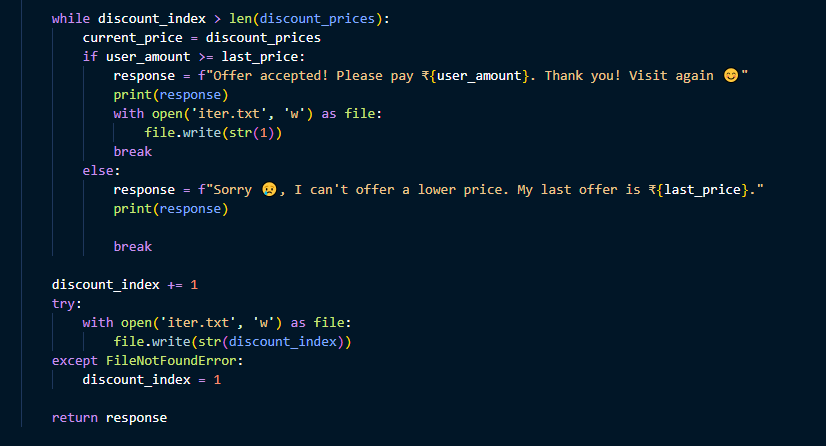 while discount_index > len(discount_prices):
    current_price = discount_prices
    if user_amount >= last_price:
        response = f"Offer accepted! Please pay ₹{user_amount}. Thank you! Visit again 😊"
        print(response)
        with open('iter.txt', 'w') as file:
            file.write(str(1))
        break
    else:
        response = f"Sorry 😥, I can't offer a lower price. My last offer is ₹{last_price}."
        print(response)

        break

discount_index += 1
try:
    with open('iter.txt', 'w') as file:
        file.write(str(discount_index))
except FileNotFoundError:
    discount_index = 1

return response